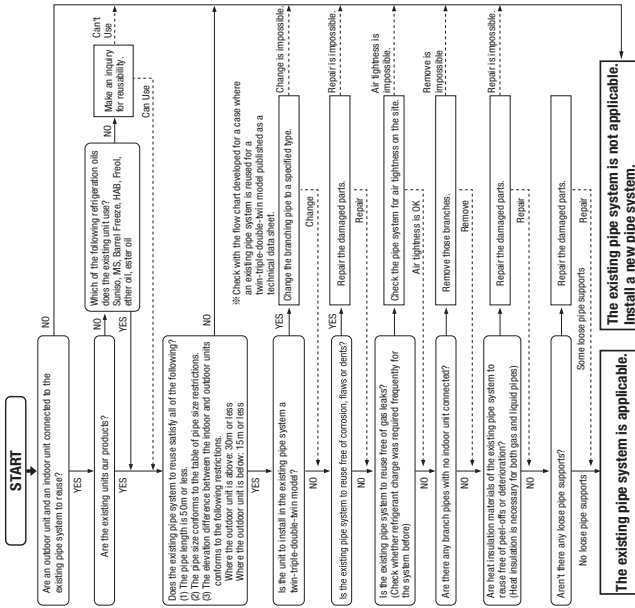 START
Are an outdoor unit and an indoor unit connected to the
existing pipe system to reuse?
NO
YES
Are the existing units our products?
NO
YES
Which of the following refrigeration oils
does the existing unit use?
Suniso, MS, Barrel Freeze, HAB, Freol,
ether oil, ester oil
NO
YES
Make an inquiry
for reusability.
Can't
Use
Can Use
Does the existing pipe system to reuse satisfy all of the following?
(1) The pipe length is 50m or less.
(2) The pipe size conforms to the table of pipe size restrictions.
(3) The elevation difference between the indoor and outdoor units
conforms to the following restrictions.
Where the outdoor unit is above: 30m or less
Where the outdoor unit is below: 15m or less
NO
YES
※ Check with the flow chart developed for a case where
an existing pipe system is reused for a
twin-triple-double-twin model published as a
technical data sheet.
Is the unit to install in the existing pipe system a
twin-triple-double-twin model?
YES
Change the branching pipe to a specified type.
Change is impossible.
Change
NO
Is the existing pipe system to reuse free of corrosion, flaws or dents?
YES
Repair the damaged parts.
Repair is impossible.
Repair
NO
Is the existing pipe system to reuse free of gas leaks?
(Check whether refrigerant charge was required frequently for
the system before)
Check the pipe system for air tightness on the site.
Air tightness is
impossible.
Air tightness is OK
NO
Are there any branch pipes with no indoor unit connected?
Remove those branches.
Remove is
impossible
Remove
NO
Are heat insulation materials of the existing pipe system to
reuse free of peel-offs or deterioration?
(Heat insulation is necessary for both gas and liquid pipes)
Repair the damaged parts.
Repair is impossible.
Repair
NO
Aren't there any loose pipe supports?
Repair the damaged parts.
Repair
No loose pipe supports
Some loose pipe supports
The existing pipe system is applicable.
The existing pipe system is not applicable.
Install a new pipe system.